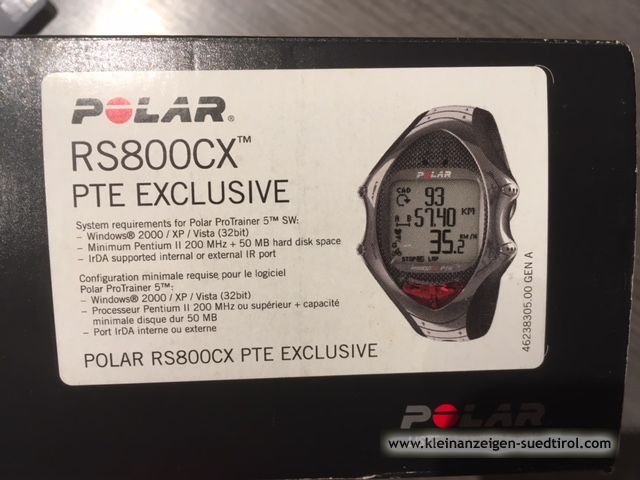 POLAR®
RS800CX™
PTE EXCLUSIVE
System requirements for Polar ProTrainer 5™ SW:
– Windows® 2000 / XP / Vista (32bit)
– Minimum Pentium II 200 MHz + 50 MB hard disk space
– IrDA supported internal or external IR port
Configuration minimale requise pour le logiciel
Polar ProTrainer 5™:
– Windows® 2000 / XP / Vista (32bit)
– Processeur Pentium II 200 MHz ou supérieur + capacité
minimale disque dur 50 MB
– Port IrDA interne ou externe
POLAR RS800CX PTE EXCLUSIVE
POLAR
CAD 93
57.40 KM
35.2 KM/H
46238305.00 GEN A
POLAR
www.kleinanzeigen-suedtirol.com